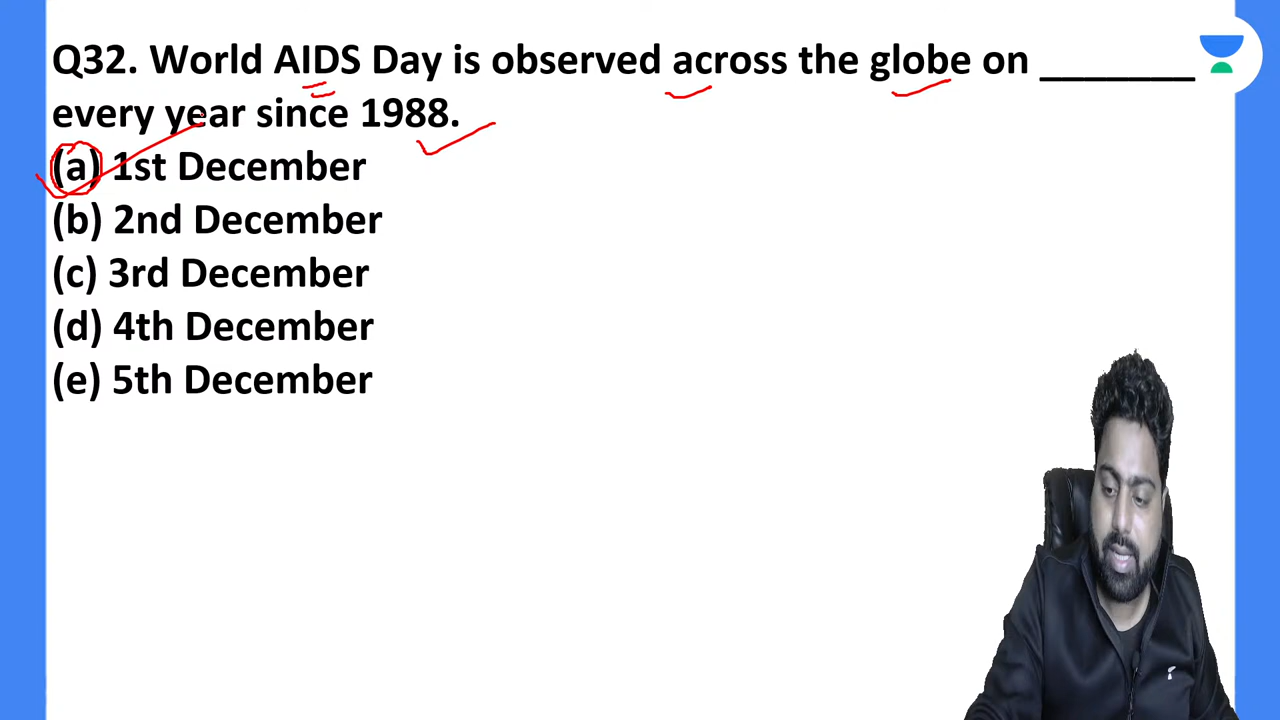 Q32. World AIDS Day is observed across the globe on _______
every year since 1988.
(a) 1st December
(b) 2nd December
(c) 3rd December
(d) 4th December
(e) 5th December